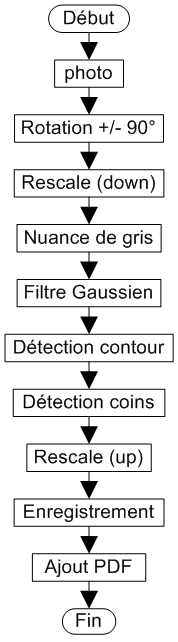 Début
photo
Rotation +/- 90°
Rescale (down)
Nuance de gris
Filtre Gaussien
Détection contour
Détection coins
Rescale (up)
Enregistrement
Ajout PDF
Fin